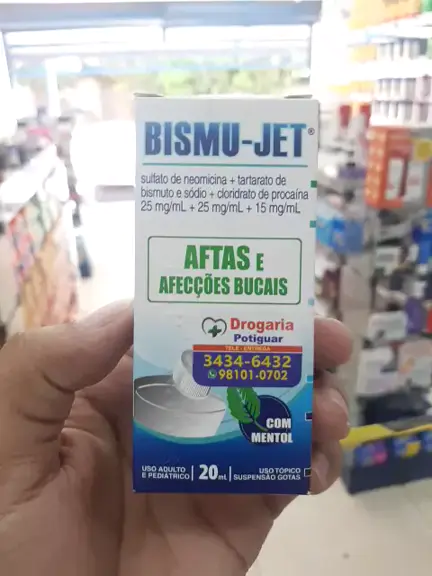 BISMU-JET®
sulfato de neomicina + tartarato de
bismuto e sódio + cloridrato de procaína
25 mg/mL + 25 mg/mL + 15 mg/mL
AFTAS E
AFECÇÕES BUCAIS
Drogaria
Potiguar
TELE - ENTREGA
3434-6432
98101-0702
COM
MENTOL
USO ADULTO
E PEDIÁTRICO
20mL
USO TÓPICO
SUSPENSÃO GOTAS